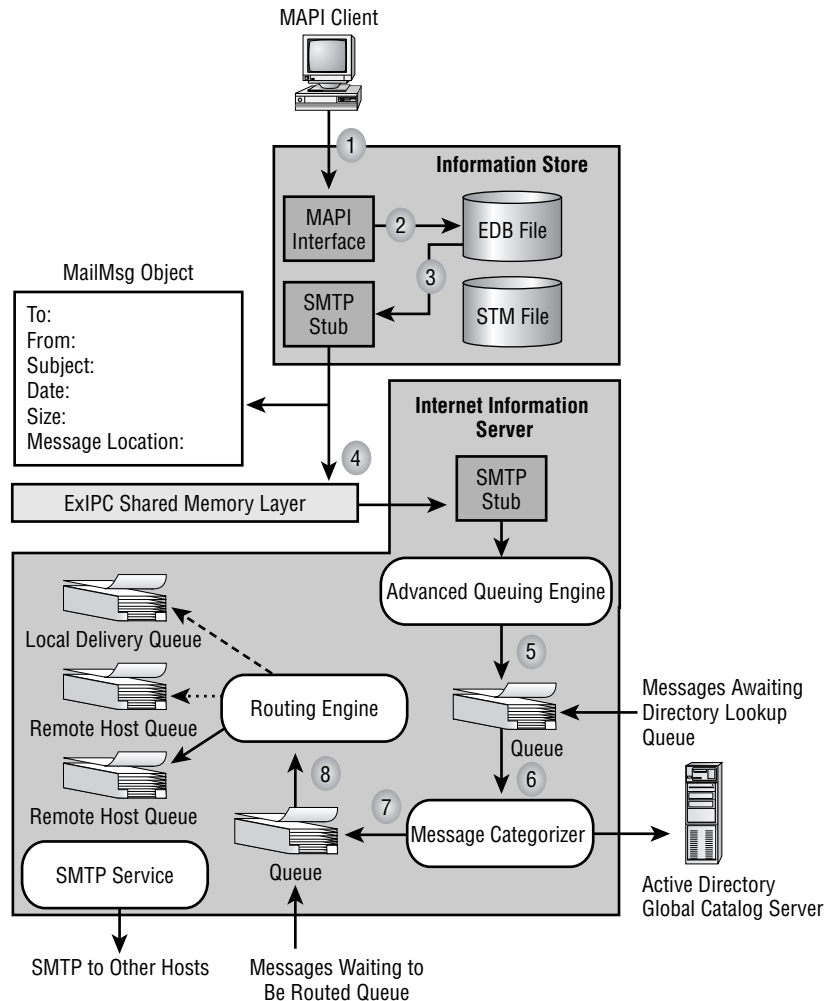 MAPI Client
1
Information Store
MAPI
Interface
2
EDB File
3
MailMsg Object
SMTP
Stub
STM File
To:
From:
Subject:
Date:
Size:
Message Location:
Internet Information
Server
4
SMTP
Stub
ExIPC Shared Memory Layer
Advanced Queuing Engine
Local Delivery Queue
5
Messages Awaiting
Directory Lookup
Queue
Routing Engine
Remote Host Queue
Queue
6
8
7
Remote Host Queue
Message Categorizer
SMTP Service
Queue
Active Directory
Global Catalog Server
SMTP to Other Hosts
Messages Waiting to
Be Routed Queue